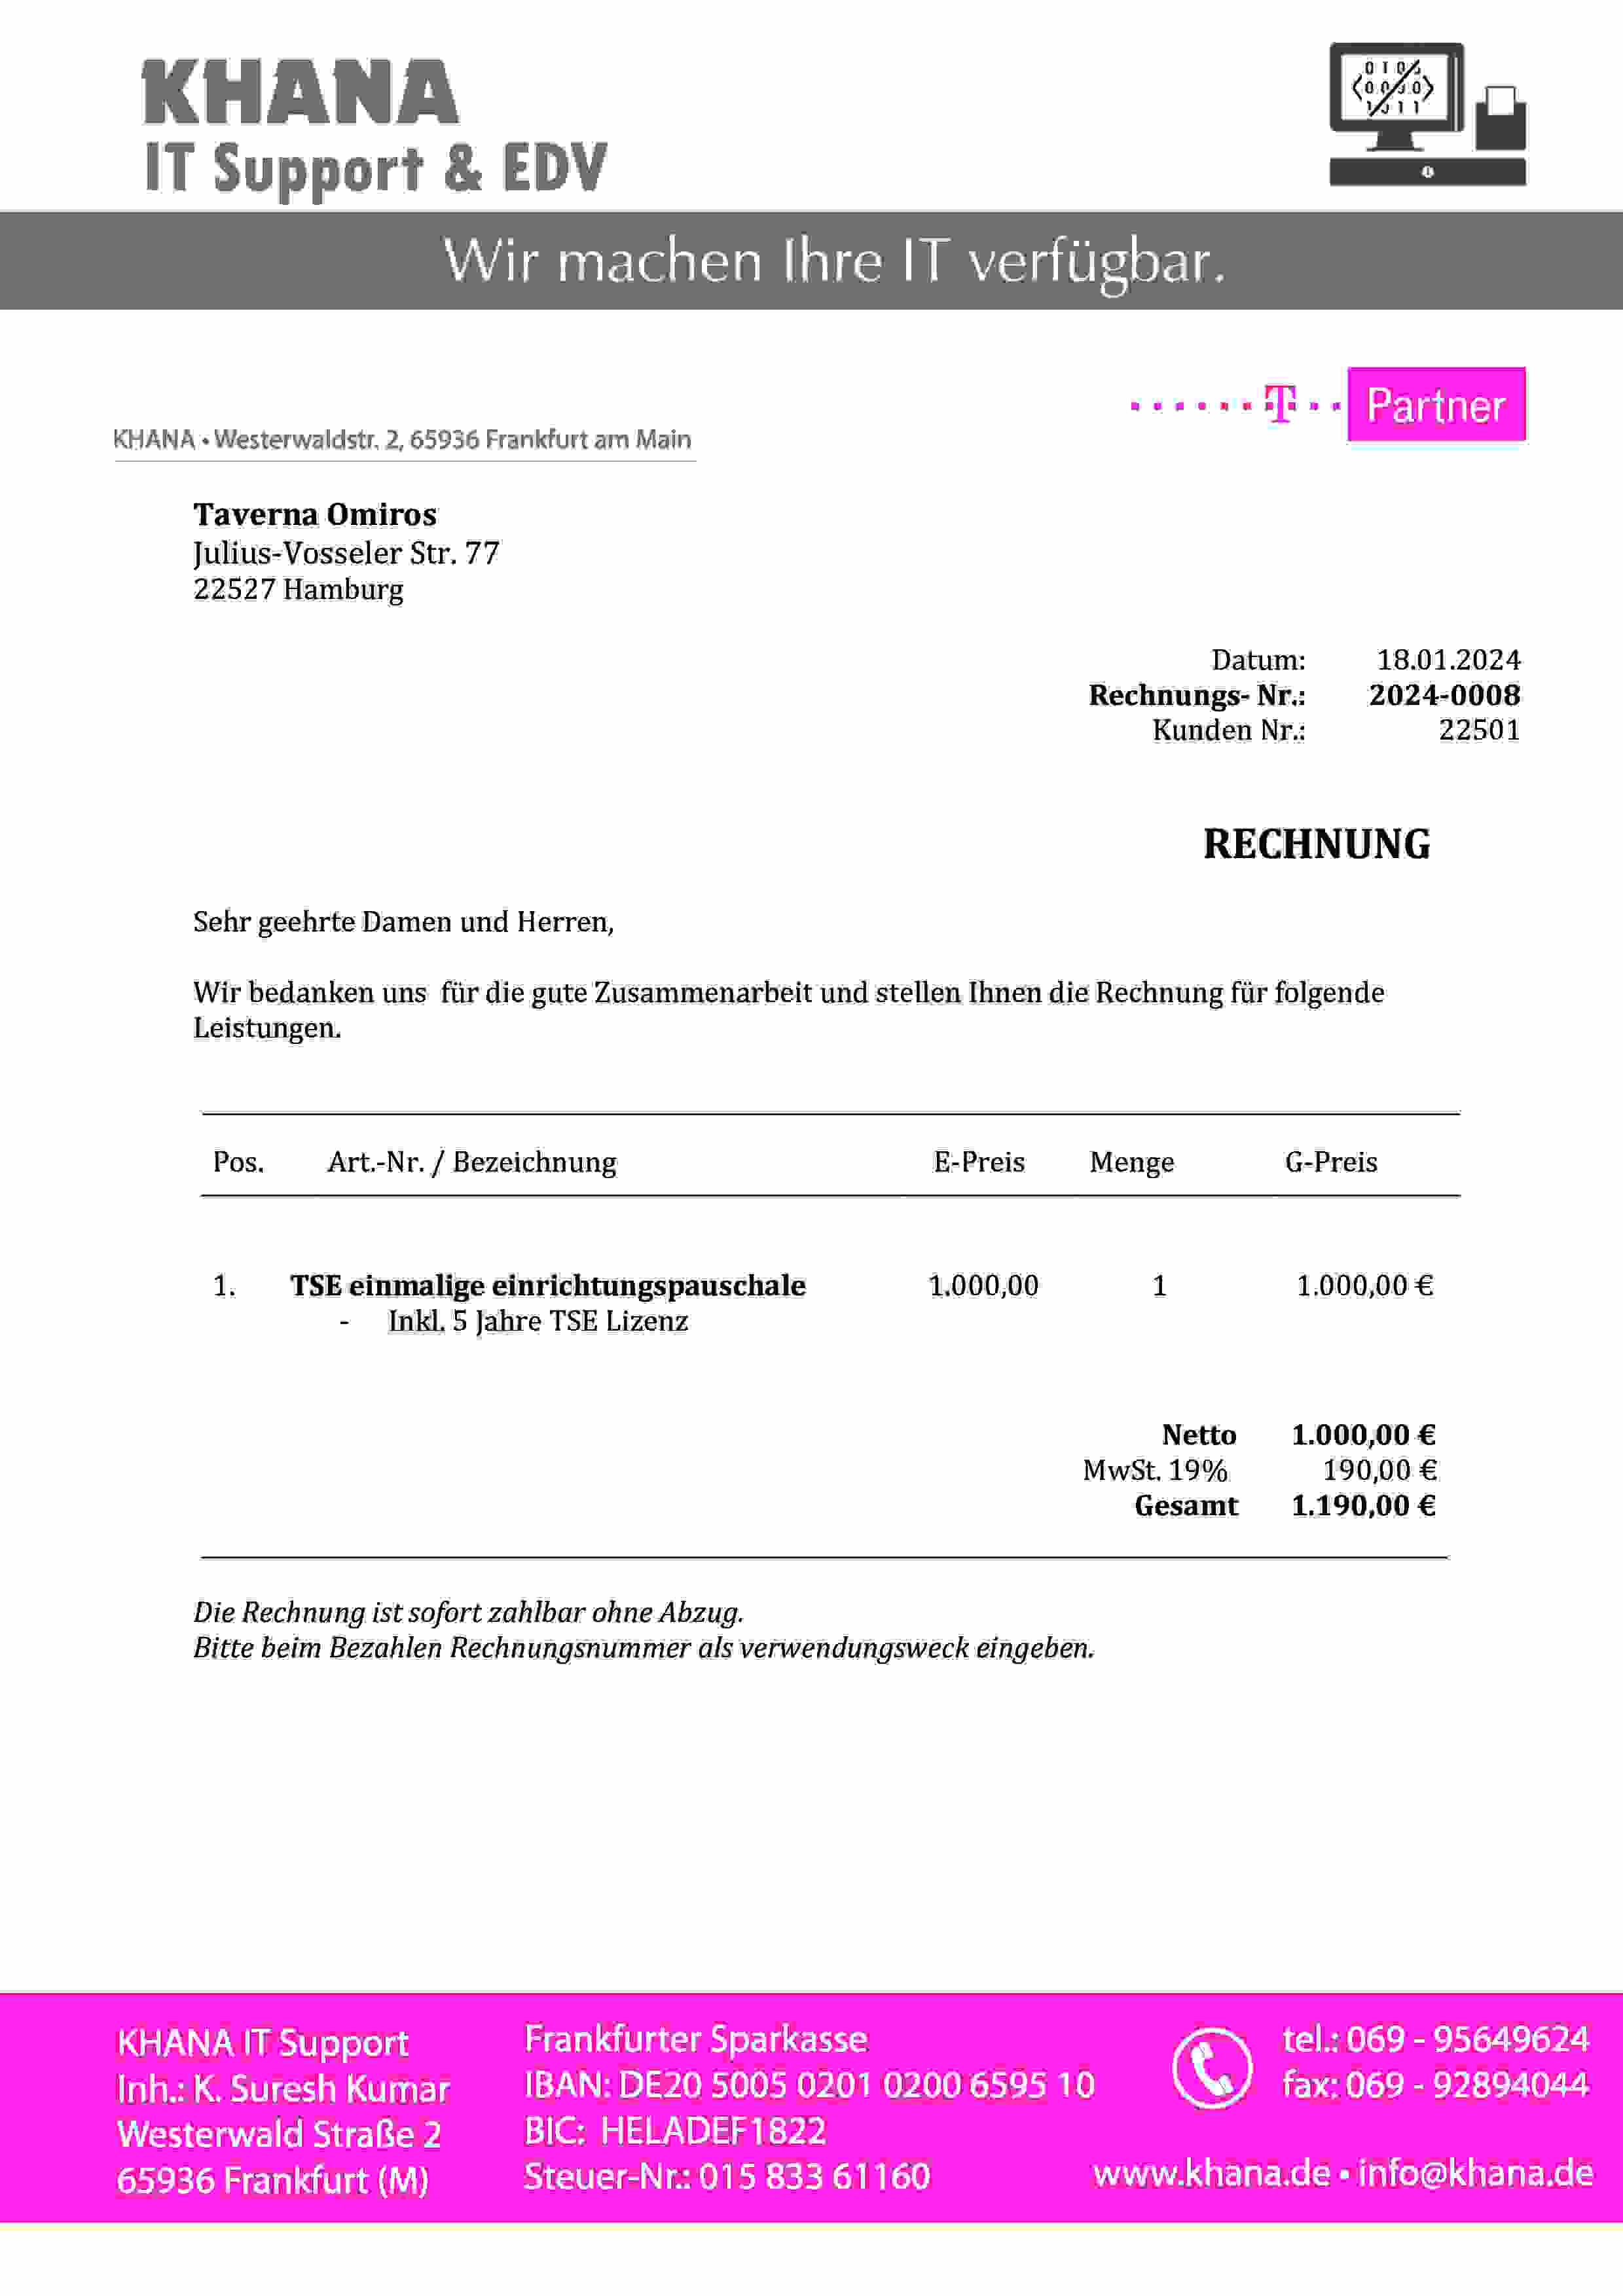 KHANA
IT Support & EDV
Wir machen Ihre IT verfügbar.
T Partner
KHANA • Westerwaldstr. 2, 65936 Frankfurt am Main
Taverna Omiros
Julius-Vosseler Str. 77
22527 Hamburg
Datum: 18.01.2024
Rechnungs- Nr.: 2024-0008
Kunden Nr.: 22501
RECHNUNG
Sehr geehrte Damen und Herren,
Wir bedanken uns für die gute Zusammenarbeit und stellen Ihnen die Rechnung für folgende
Leistungen.
Pos. Art.-Nr. / Bezeichnung E-Preis Menge G-Preis
1. TSE einmalige einrichtungspauschale 1.000,00 1 1.000,00 €
- Inkl. 5 Jahre TSE Lizenz
Netto 1.000,00 €
MwSt. 19% 190,00 €
Gesamt 1.190,00 €
Die Rechnung ist sofort zahlbar ohne Abzug.
Bitte beim Bezahlen Rechnungsnummer als verwendungsweck eingeben.
KHANA IT Support
Inh.: K. Suresh Kumar
Westerwald Straße 2
65936 Frankfurt (M)
Frankfurter Sparkasse
IBAN: DE20 5005 0201 0200 6595 10
BIC: HELADEF1822
Steuer-Nr.: 015 833 61160
tel.: 069 - 95649624
fax: 069 - 92894044
www.khana.de • info@khana.de